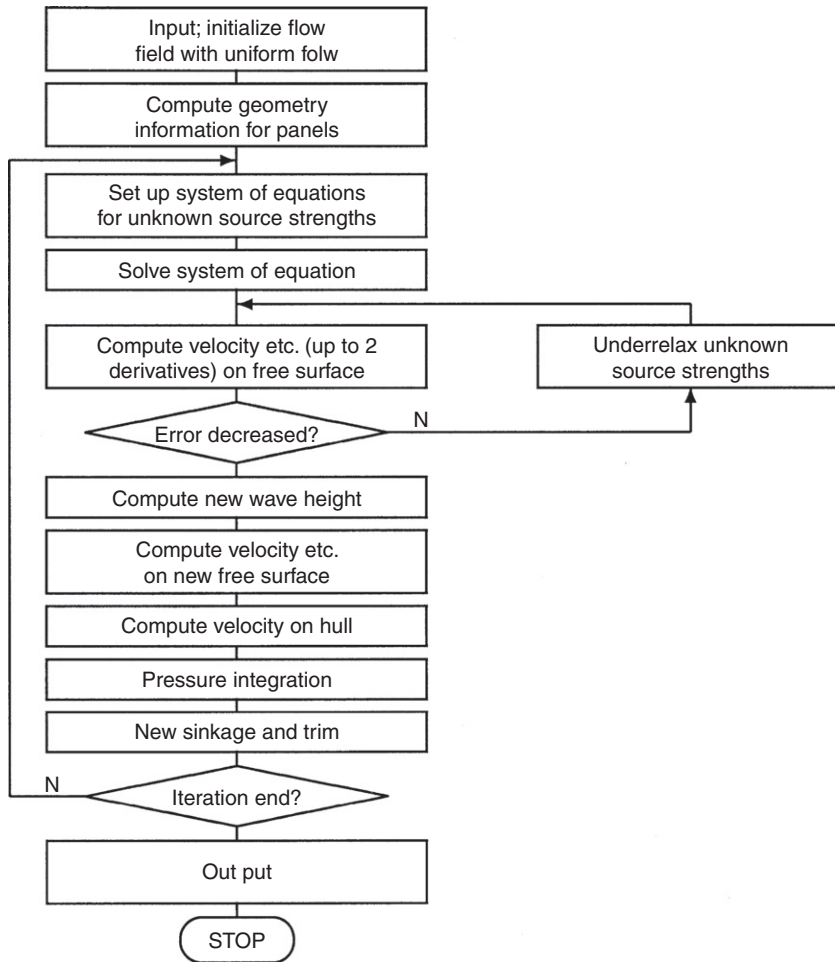 Input; initialize flow
field with uniform folw
Compute geometry
information for panels
Set up system of equations
for unknown source strengths
Solve system of equation
Compute velocity etc. (up to 2
derivatives) on free surface
Underrelax unknown
source strengths
Error decreased?
N
Compute new wave height
Compute velocity etc.
on new free surface
Compute velocity on hull
Pressure integration
New sinkage and trim
N
Iteration end?
Out put
STOP